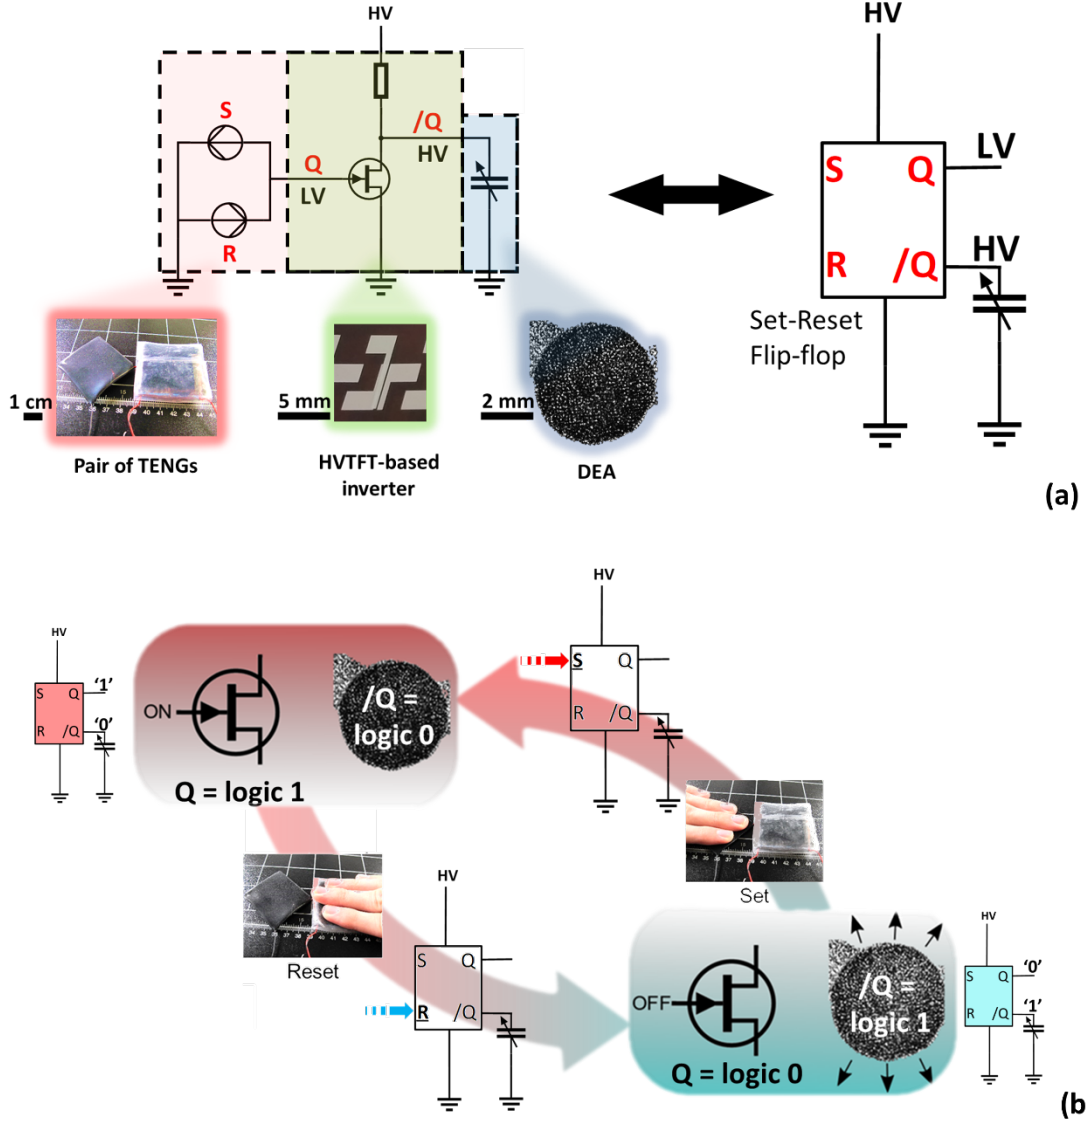 HV
S
/Q
HV
Q
LV
R
1 cm
Pair of TENGs
5 mm
HVTFT-based
inverter
2 mm
DEA
HV
S
Q
LV
R
/Q
HV
Set-Reset
Flip-flop
(a)
HV
S
Q
'1'
R
/Q
'0'
ON
Q = logic 1
/Q =
logic 0
HV
S
Q
R
/Q
Set
Reset
HV
S
Q
R
/Q
OFF
Q = logic 0
/Q =
logic 1
HV
S
Q
'0'
R
/Q
'1'
(b)